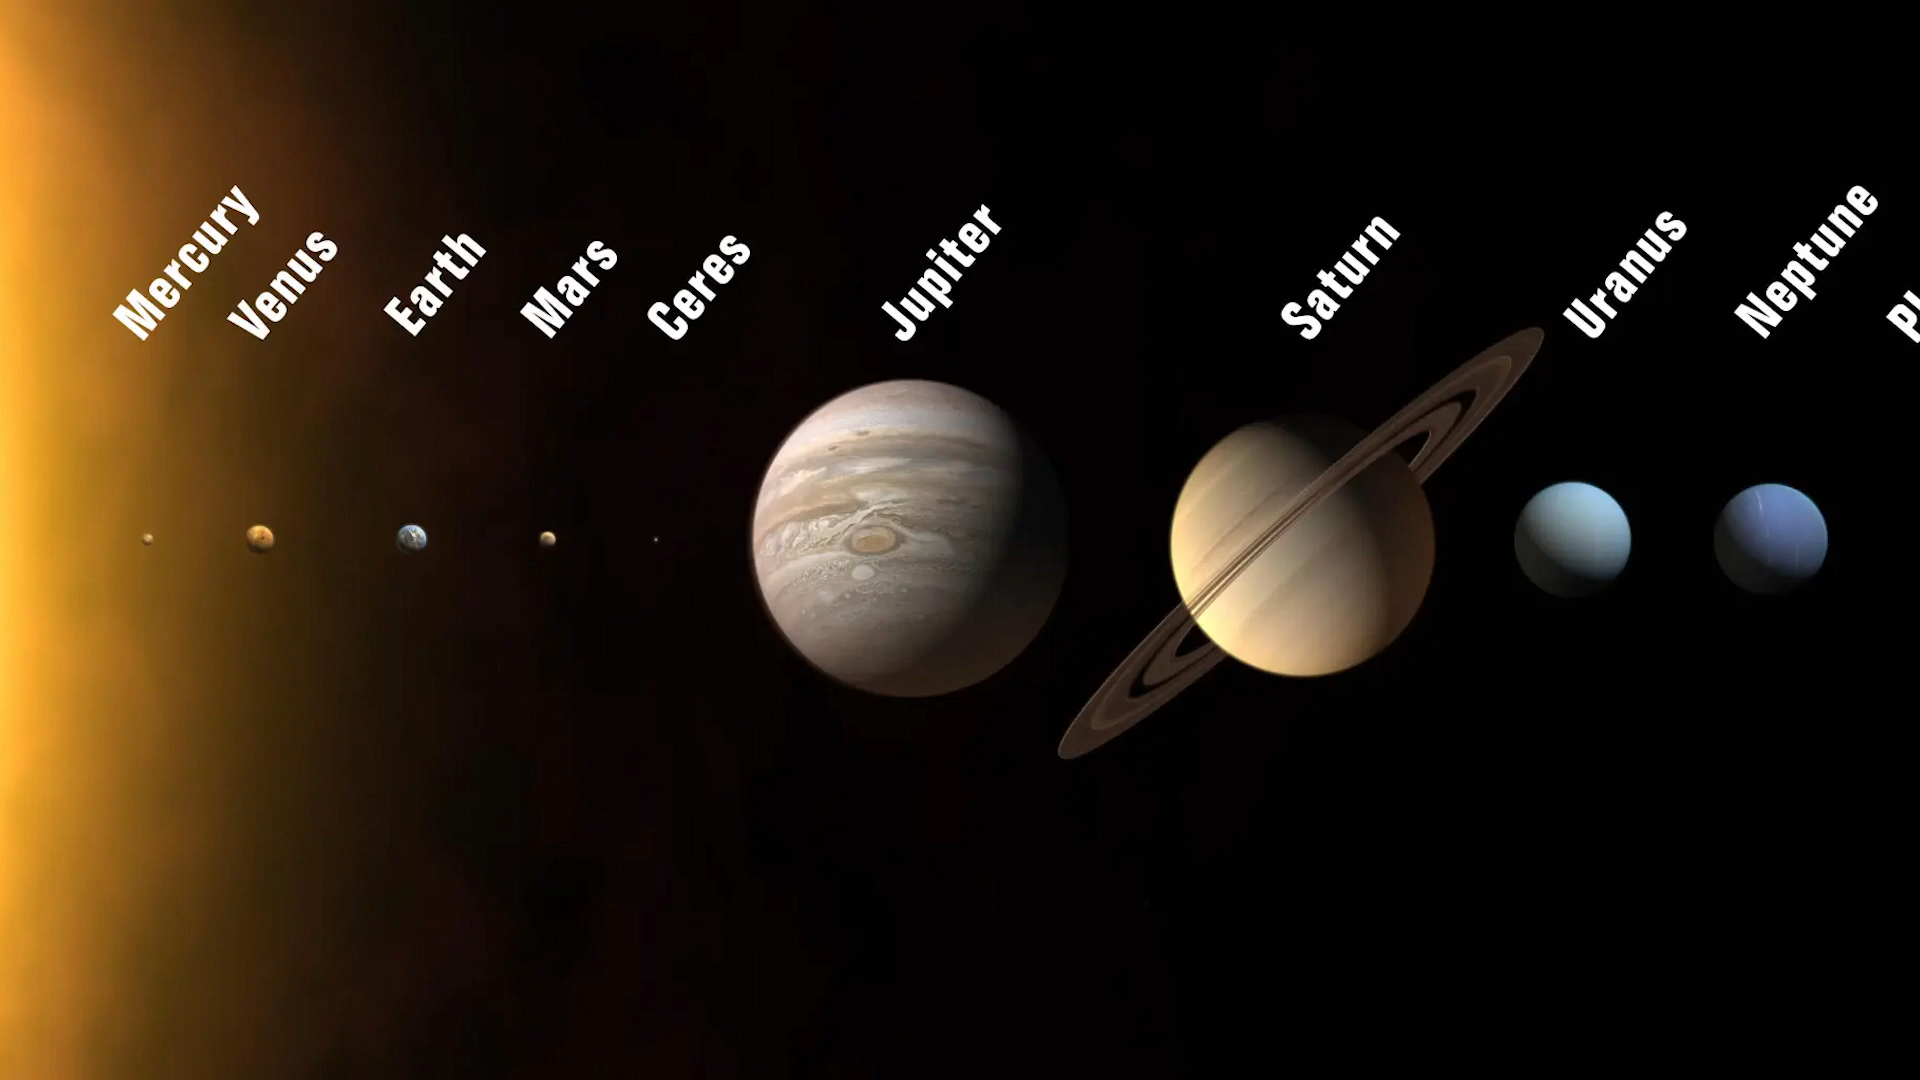 Mercury
Venus
Earth
Mars
Ceres
Jupiter
Saturn
Uranus
Neptune